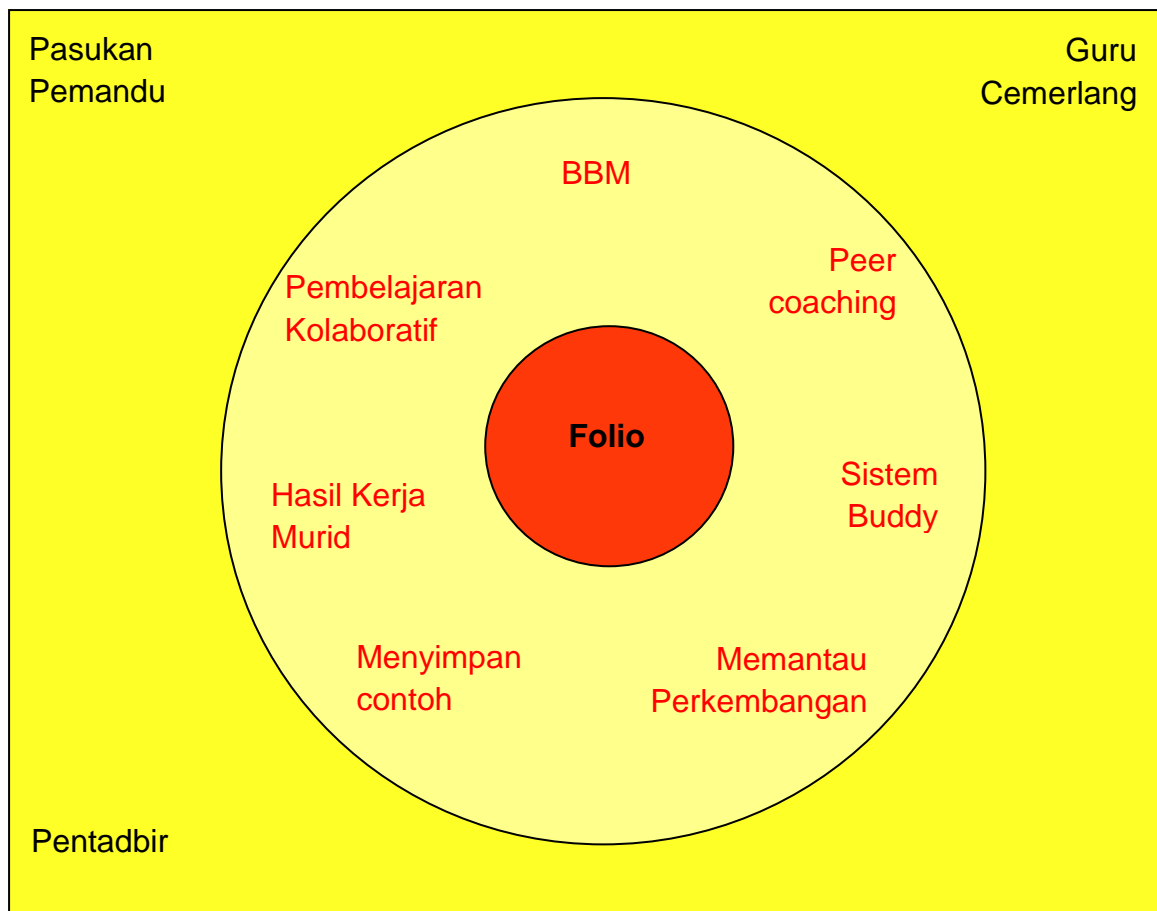 Pasukan
Pemandu
Guru
Cemerlang
BBM
Peer
coaching
Pembelajaran
Kolaboratif
Folio
Sistem
Buddy
Hasil Kerja
Murid
Menyimpan
contoh
Memantau
Perkembangan
Pentadbir